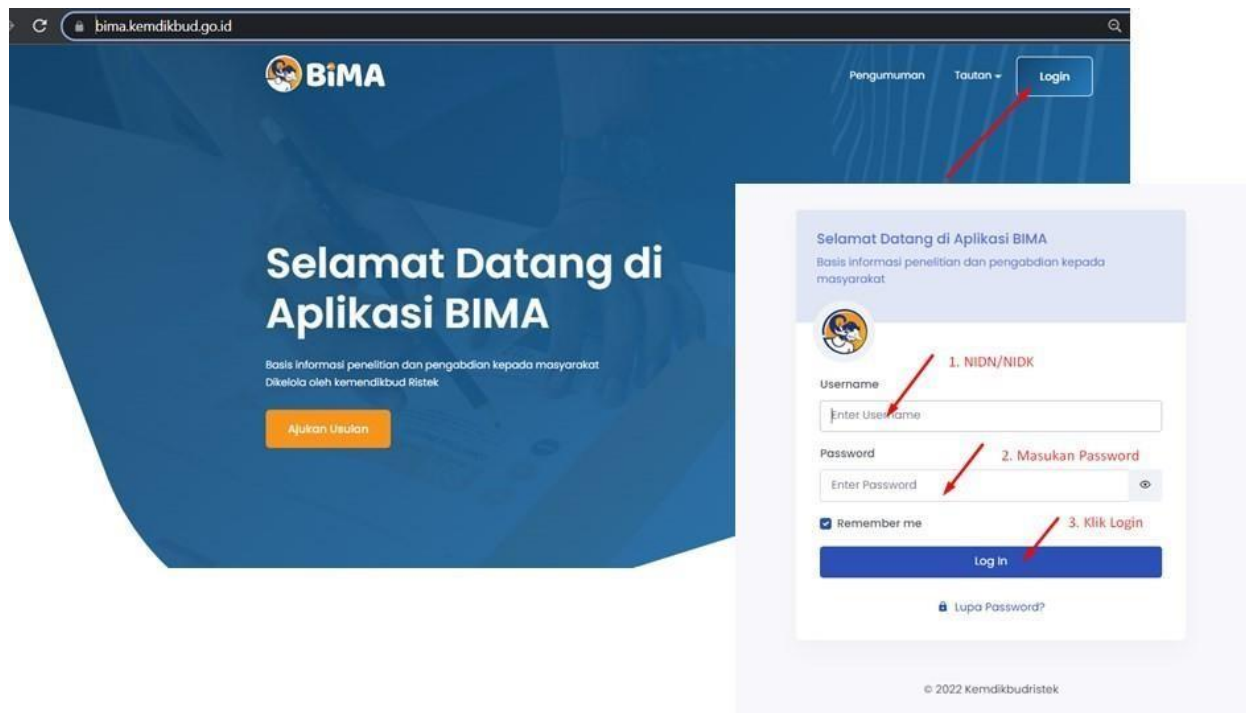 bima.kemdikbud.go.id
BiMA
Pengumuman
Tautan
Login
Selamat Datang di
Aplikasi BIMA
Basis informasi penelitian dan pengabdian kepada masyarakat
Dikelola oleh kemendikbud Ristek
Ajukan Usulan
Selamat Datang di Aplikasi BIMA
Basis informasi penelitian dan pengabdian kepada
masyarakat
1. NIDN/NIDK
Username
Enter Username
Password
2. Masukan Password
Enter Password
Remember me
3. Klik Login
Log In
Lupa Password?
© 2022 Kemdikbudristek